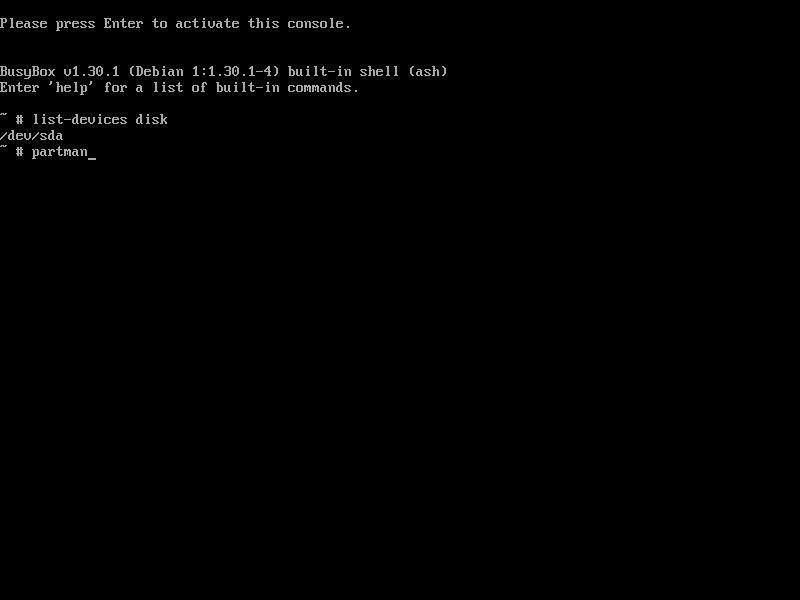 Please press Enter to activate this console.
BusyBox v1.30.1 (Debian 1:1.30.1-4) built-in shell (ash)
Enter 'help' for a list of built-in commands.
~ # list-devices disk
/dev/sda
~ # partman_